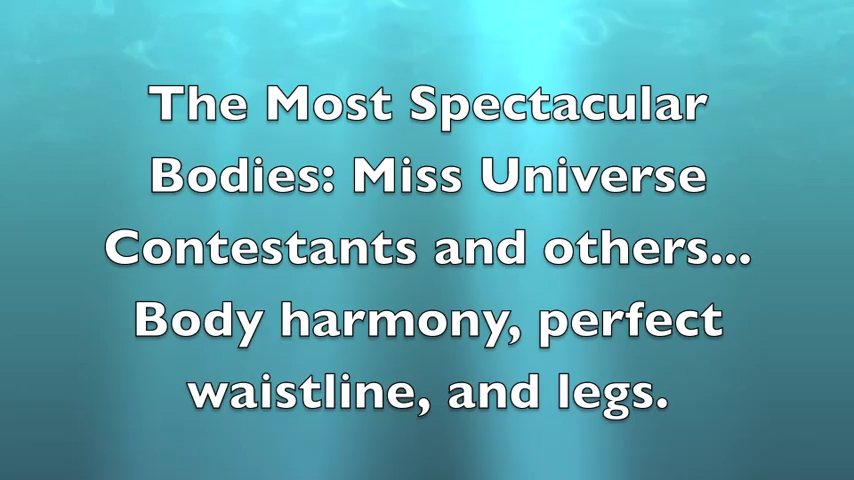 The Most Spectacular
Bodies: Miss Universe
Contestants and others...
Body harmony, perfect
waistline, and legs.